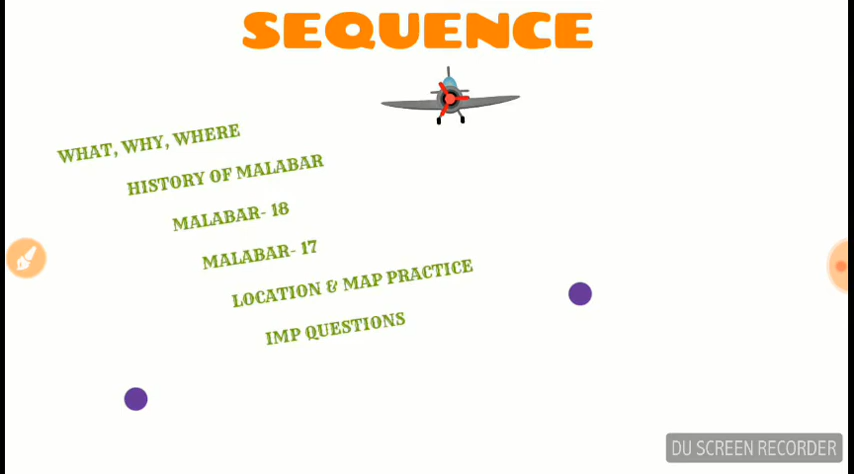 SEQUENCE
WHAT, WHY, WHERE
HISTORY OF MALABAR
MALABAR- 18
MALABAR- 17
LOCATION & MAP PRACTICE
IMP QUESTIONS
DU SCREEN RECORDER